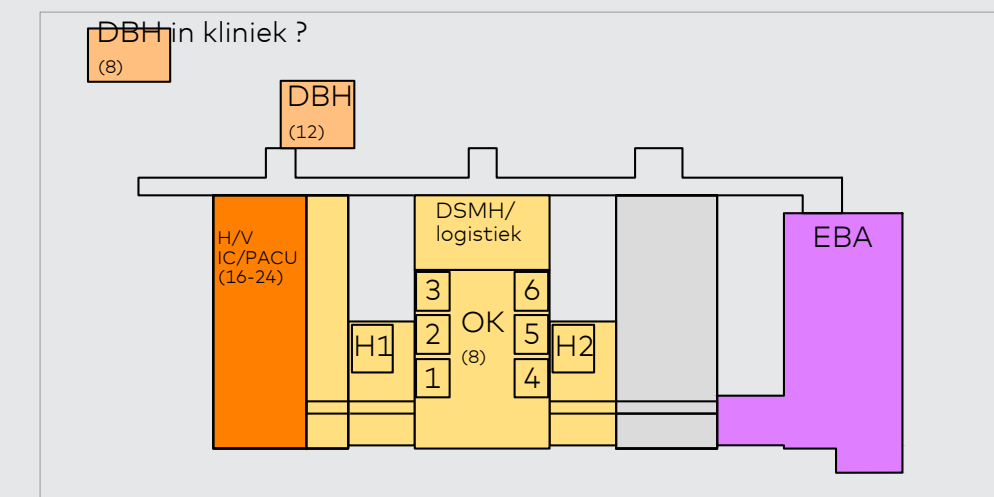 DBH in kliniek ?
(8)
DBH
(12)
H/V
IC/PACU
(16-24)
DSMH/
logistiek
EBA
3
6
OK
(8)
2
5
H1
H2
1
4